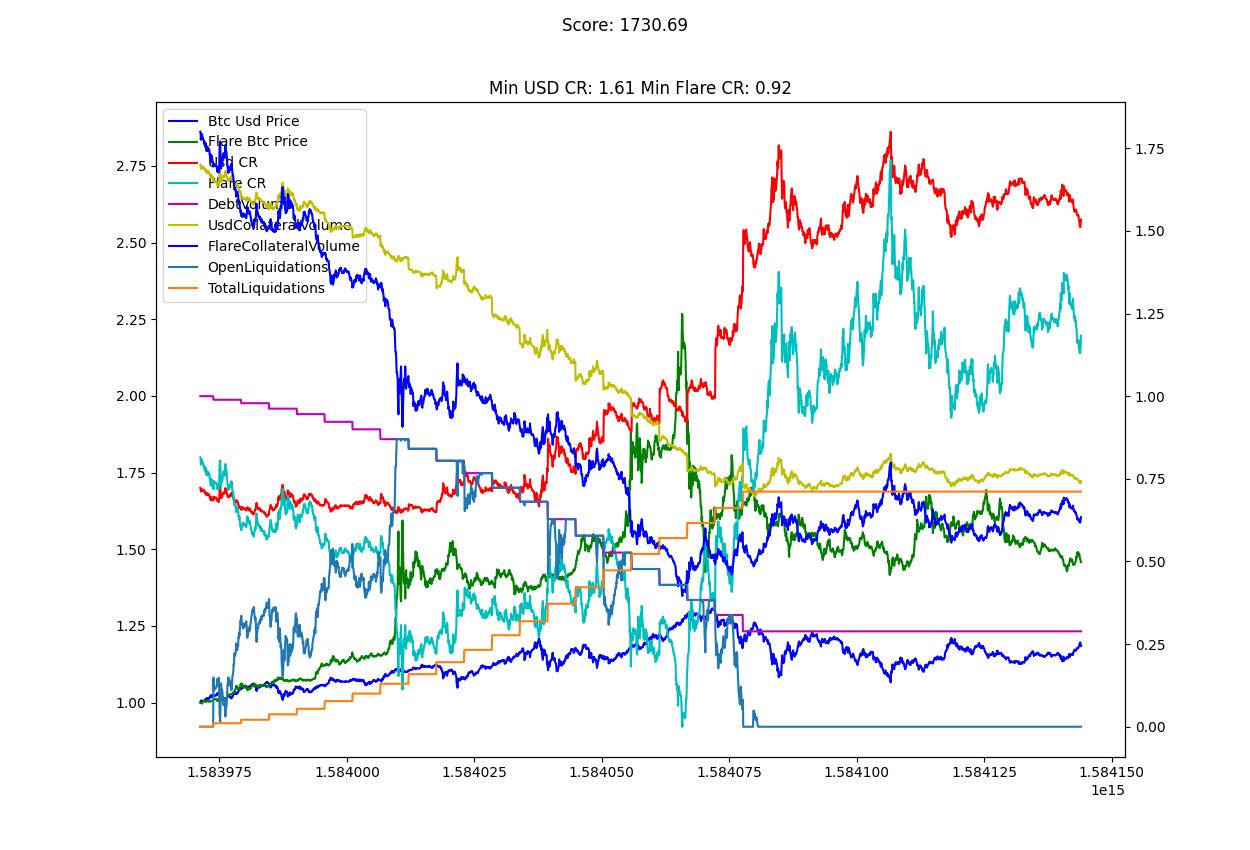 Score: 1730.69
Min USD CR: 1.61 Min Flare CR: 0.92
Btc Usd Price
Flare Btc Price
Usd CR
Flare CR
DebtVolume
UsdCollateralVolume
FlareCollateralVolume
OpenLiquidations
TotalLiquidations
2.75
2.50
2.25
2.00
1.75
1.50
1.25
1.00
1.75
1.50
1.25
1.00
0.75
0.50
0.25
0.00
1.583975 1.584000 1.584025 1.584050 1.584075 1.584100 1.584125 1.584150
1e15